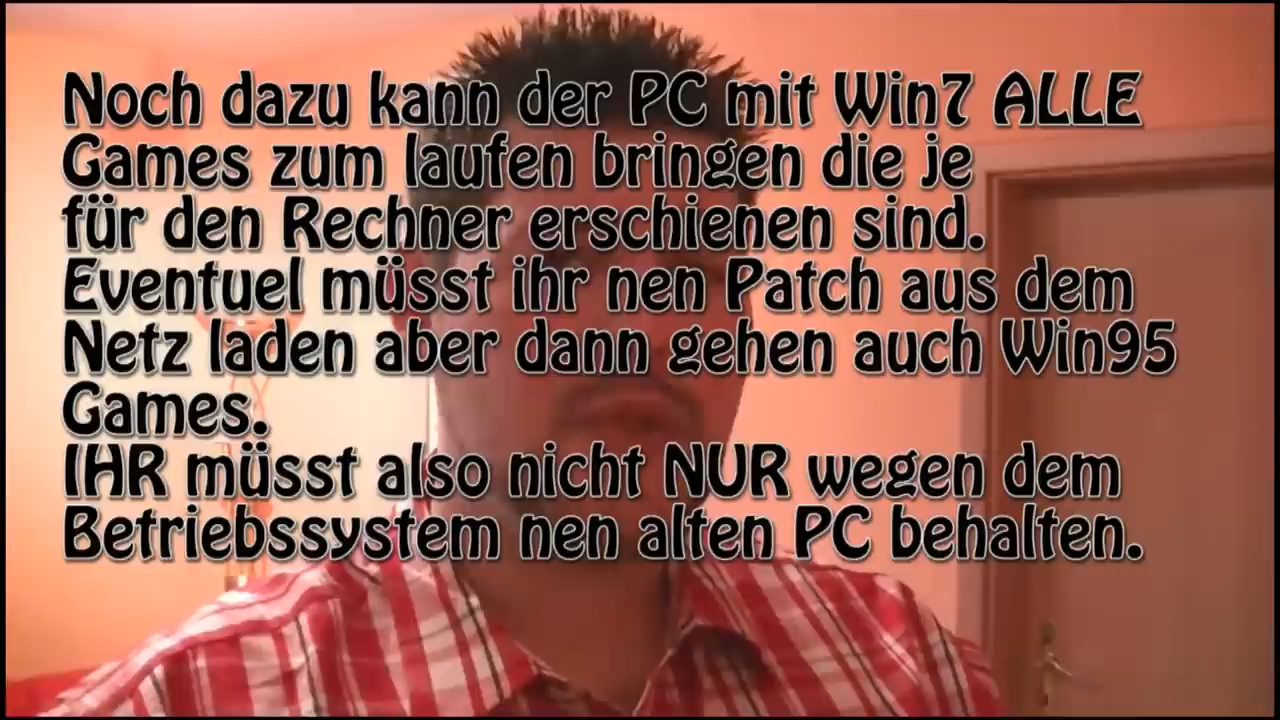 Noch dazu kann der PC mit Win7 ALLE
Games zum laufen bringen die je
für den Rechner erschienen sind.
Eventuel müsst ihr nen Patch aus dem
Netz laden aber dann gehen auch Win95
Games.
IHR müsst also nicht NUR wegen dem
Betriebssystem nen alten PC behalten.